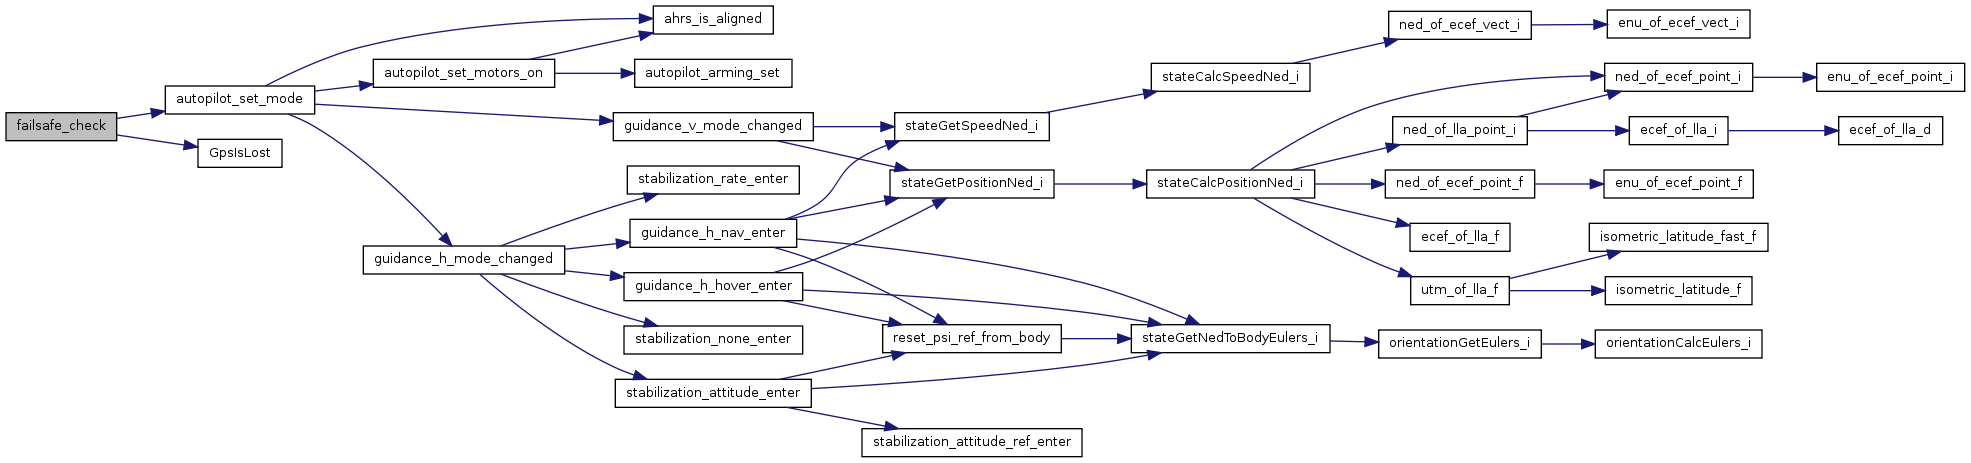 failsafe_check
autopilot_set_mode
GpsIsLost
ahrs_is_aligned
autopilot_set_motors_on
autopilot_arming_set
guidance_v_mode_changed
guidance_h_mode_changed
stabilization_rate_enter
guidance_h_nav_enter
guidance_h_hover_enter
stabilization_none_enter
stabilization_attitude_enter
stateGetSpeedNed_i
stateGetPositionNed_i
reset_psi_ref_from_body
stabilization_attitude_ref_enter
stateCalcSpeedNed_i
stateCalcPositionNed_i
stateGetNedToBodyEulers_i
ned_of_ecef_vect_i
ned_of_lla_point_i
ned_of_ecef_point_f
ecef_of_lla_f
utm_of_lla_f
orientationGetEulers_i
enu_of_ecef_vect_i
ned_of_ecef_point_i
ecef_of_lla_i
enu_of_ecef_point_f
isometric_latitude_fast_f
isometric_latitude_f
orientationCalcEulers_i
enu_of_ecef_point_i
ecef_of_lla_d